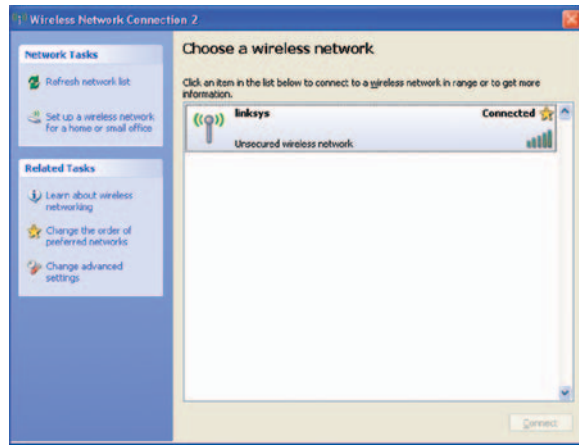 Wireless Network Connection 2
Network Tasks
Refresh network list
Set up a wireless network
for a home or small office
Related Tasks
Learn about wireless
networking
Change the order of
preferred networks
Change advanced
settings
Choose a wireless network
Click an item in the list below to connect to a wireless network in range or to get more
information.
linksys
Connected
Unsecured wireless network
Connect